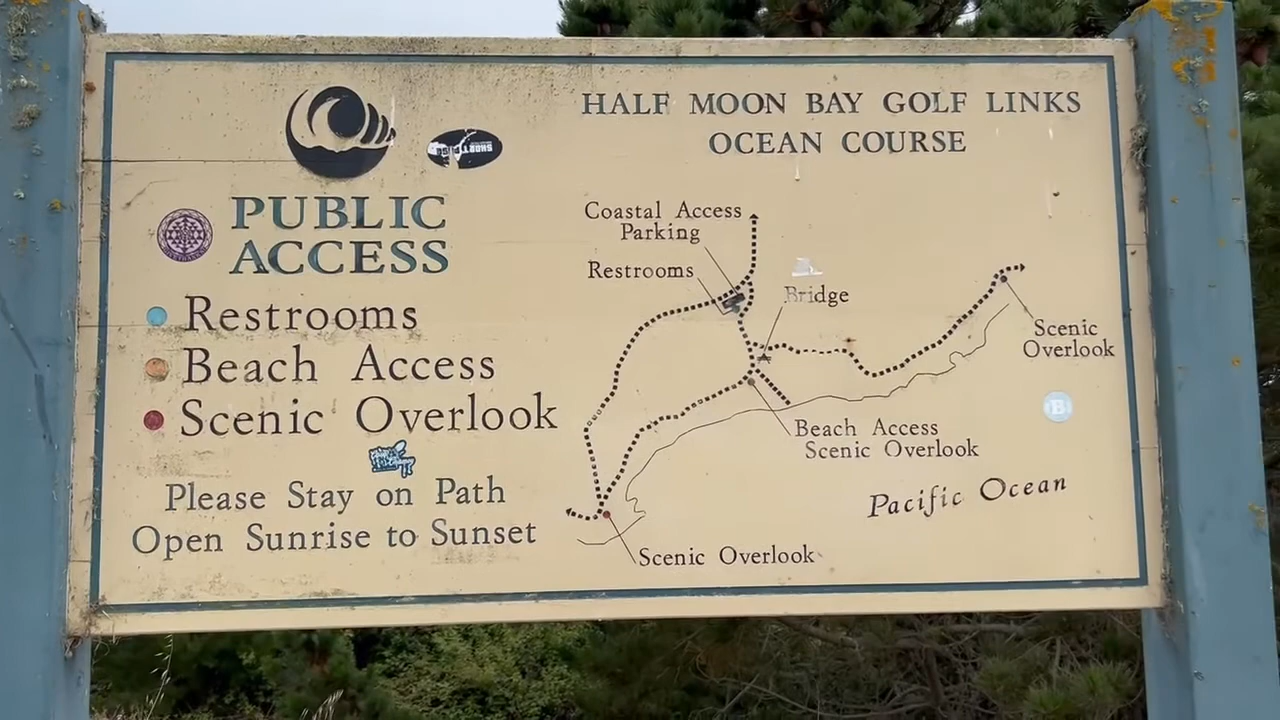 HALF MOON BAY GOLF LINKS
OCEAN COURSE
PUBLIC
ACCESS
Restrooms
Beach Access
Scenic Overlook
Please Stay on Path
Open Sunrise to Sunset
Coastal Access
Parking
Restrooms
Bridge
Scenic
Overlook
Beach Access
Scenic Overlook
Pacific Ocean
Scenic Overlook
B